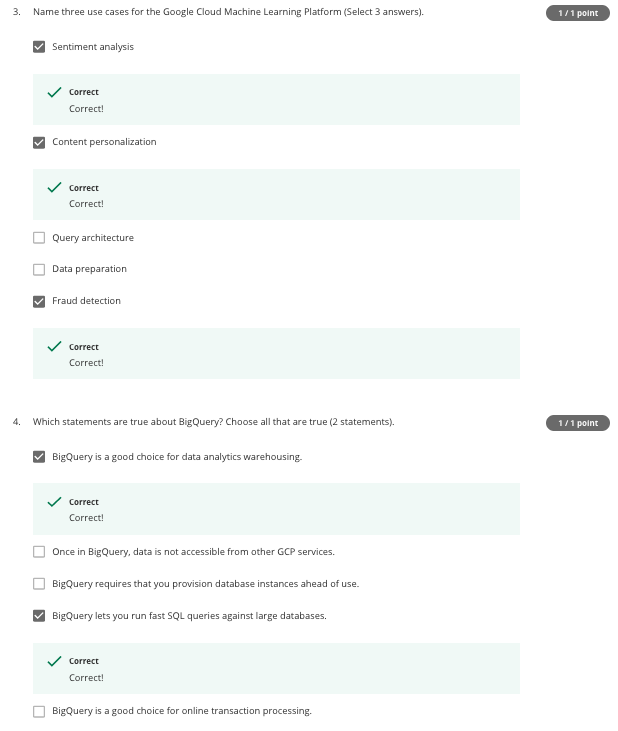 3. Name three use cases for the Google Cloud Machine Learning Platform (Select 3 answers).
1 / 1 point
Sentiment analysis
Correct
Correct!
Content personalization
Correct
Correct!
Query architecture
Data preparation
Fraud detection
Correct
Correct!
4. Which statements are true about BigQuery? Choose all that are true (2 statements).
1 / 1 point
BigQuery is a good choice for data analytics warehousing.
Correct
Correct!
Once in BigQuery, data is not accessible from other GCP services.
BigQuery requires that you provision database instances ahead of use.
BigQuery lets you run fast SQL queries against large databases.
Correct
Correct!
BigQuery is a good choice for online transaction processing.